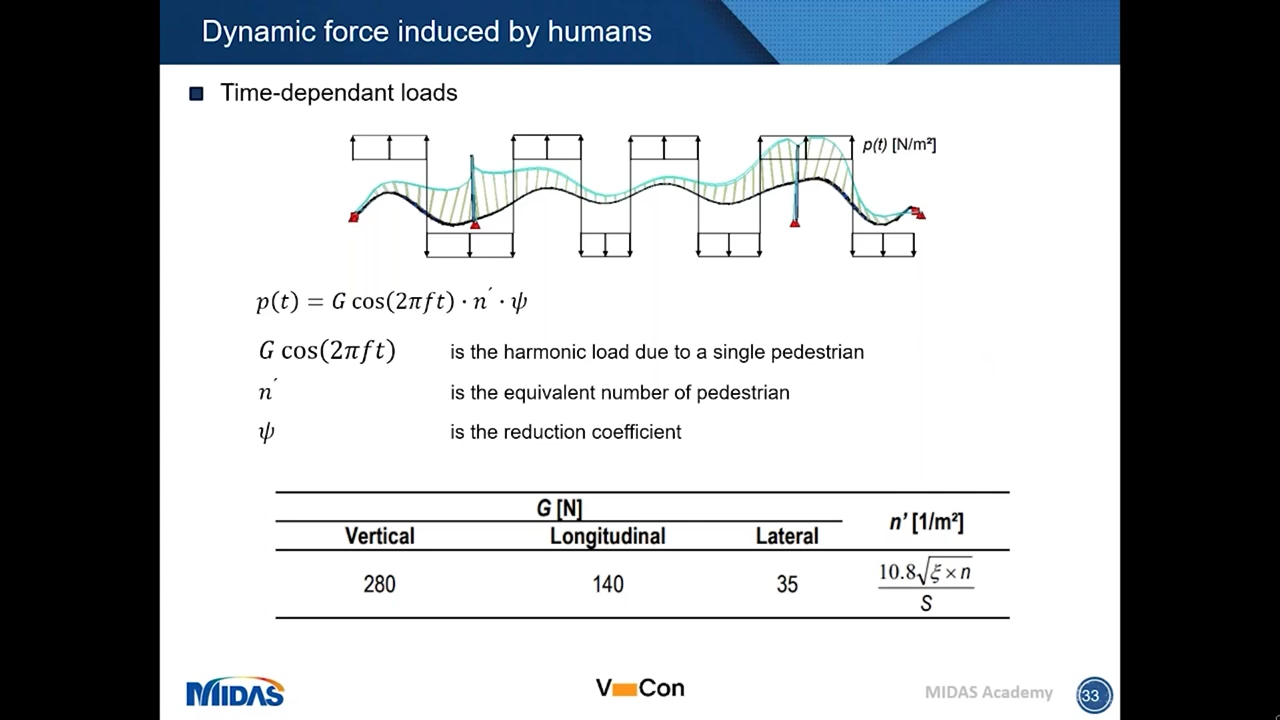 Dynamic force induced by humans
Time-dependant loads
p(t) [N/m²]
p(t) = G cos(2πft) · n′ · ψ
G cos(2πft) is the harmonic load due to a single pedestrian
n′ is the equivalent number of pedestrian
ψ is the reduction coefficient
G [N]
n' [1/m²]
Vertical Longitudinal Lateral
280 140 35 10.8√ξ×n
S
MIDAS
V Con
MIDAS Academy
33